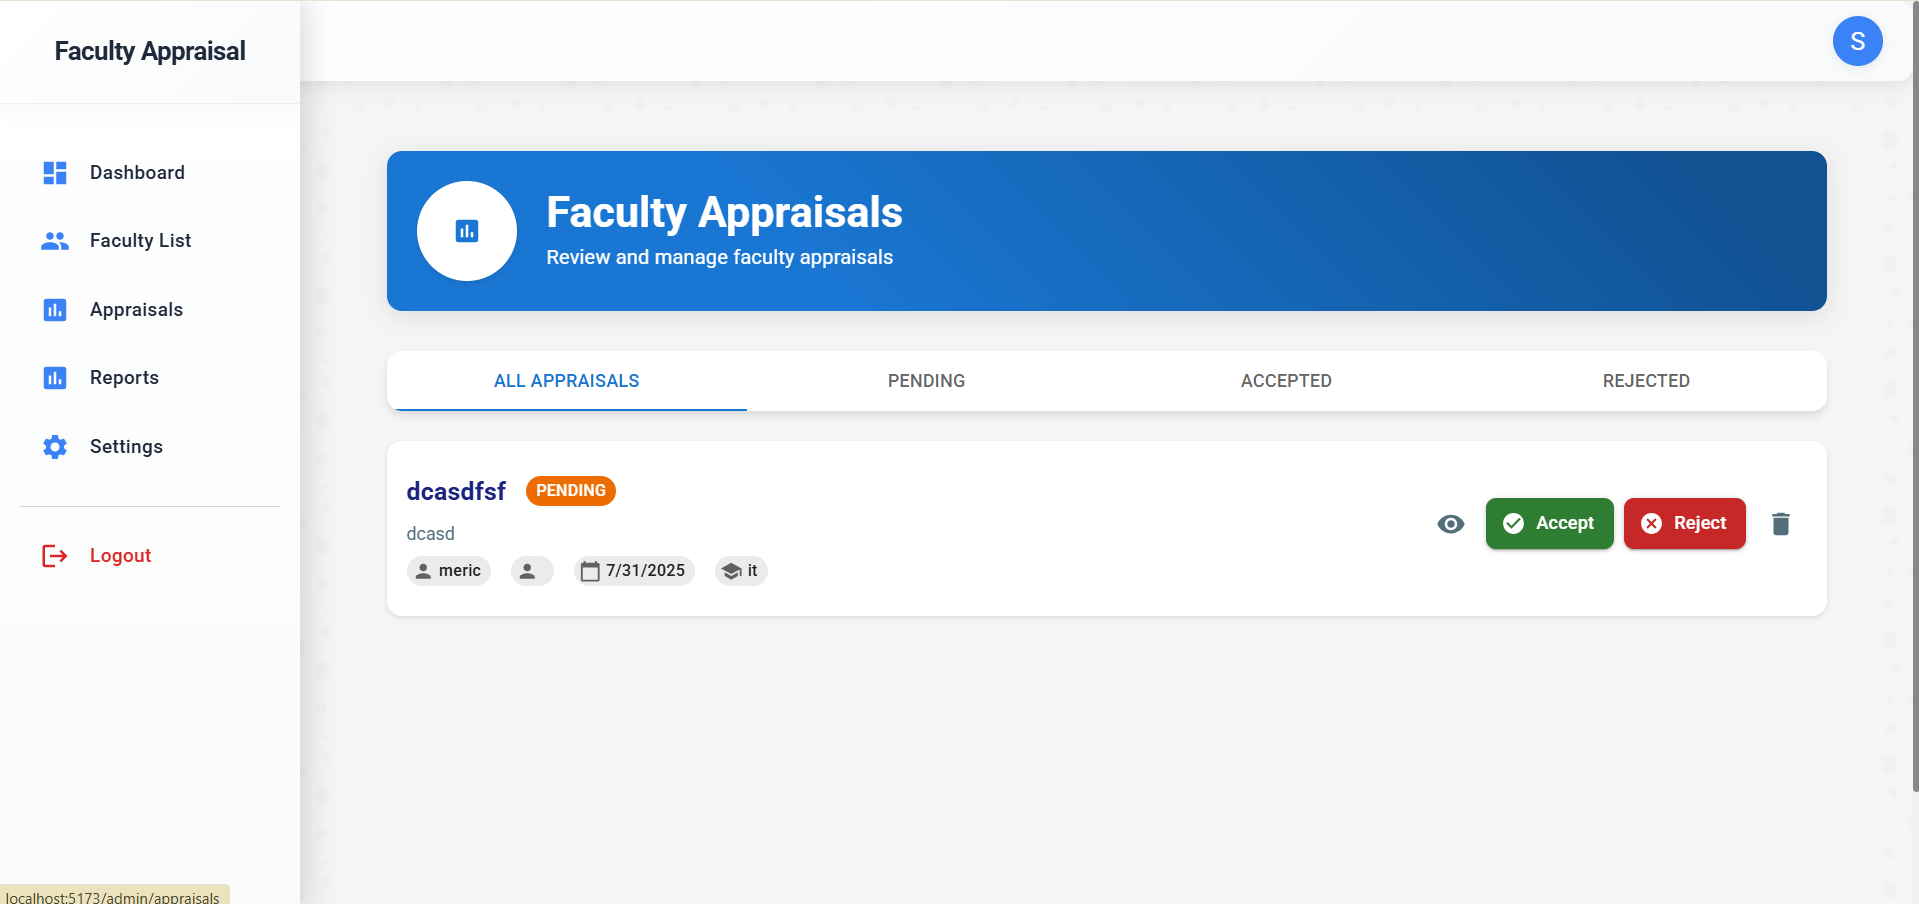 Faculty Appraisal
S
Dashboard
Faculty List
Appraisals
Reports
Settings
Logout
Faculty Appraisals
Review and manage faculty appraisals
ALL APPRAISALS PENDING ACCEPTED REJECTED
dcasdfsf PENDING
dcasd
meric 7/31/2025 it
Accept Reject
localhost:5173/admin/appraisals